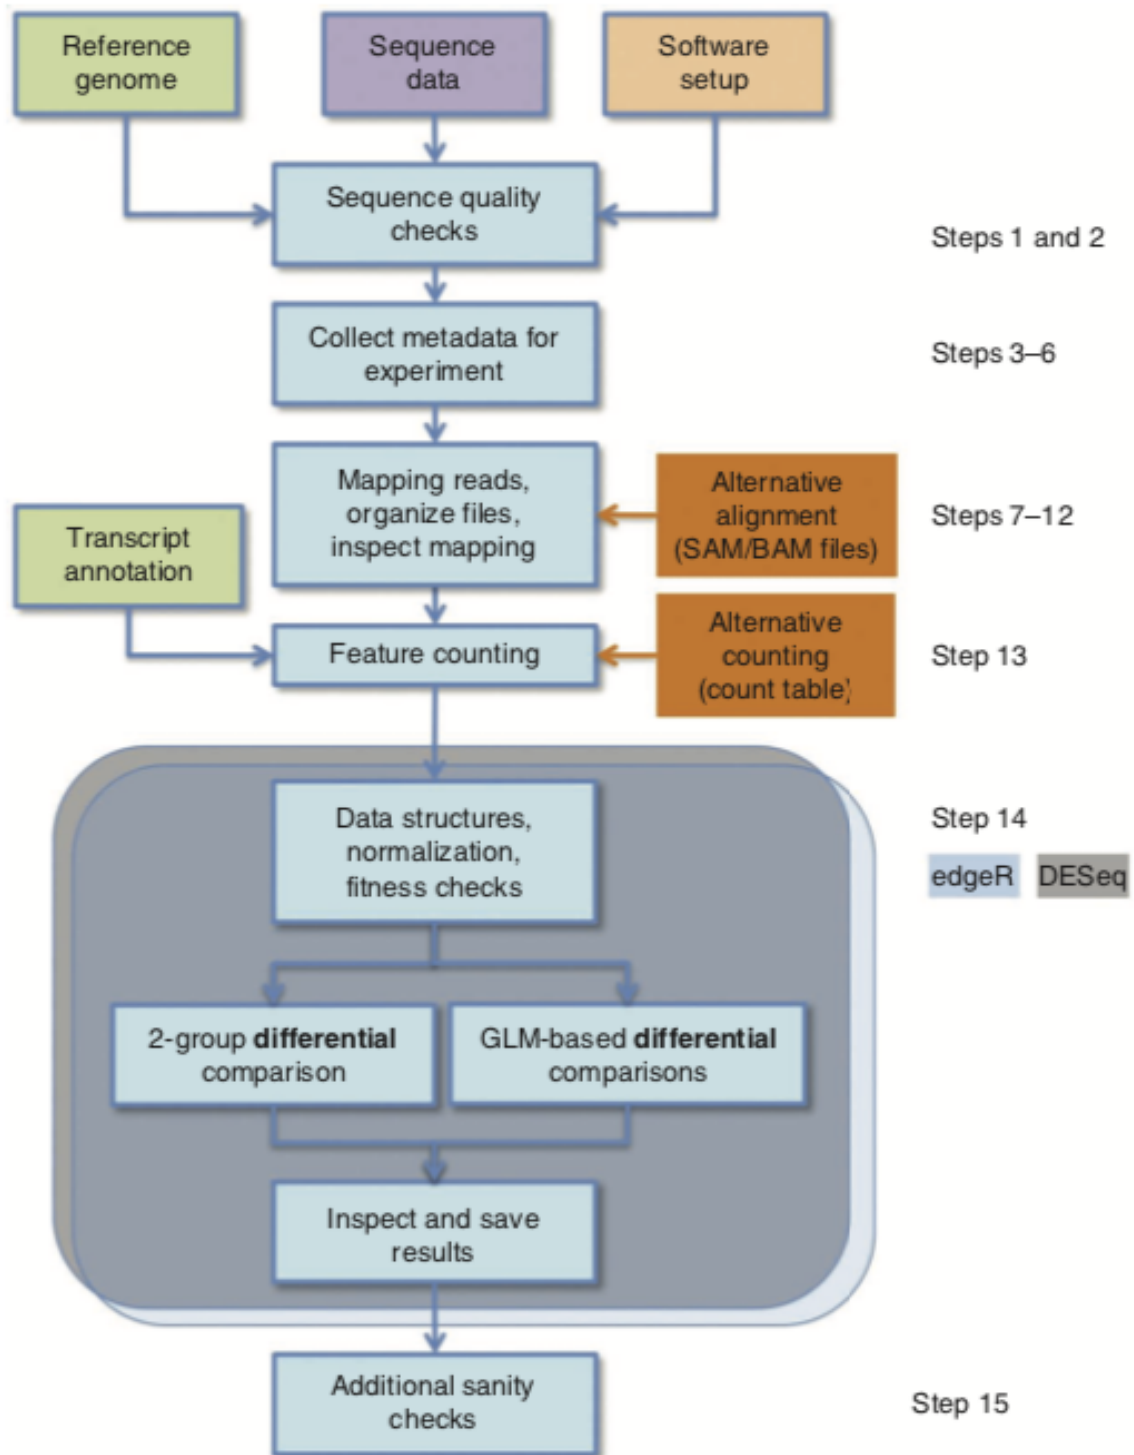 Reference
genome
Sequence
data
Software
setup
Sequence quality
checks
Steps 1 and 2
Collect metadata for
experiment
Steps 3–6
Mapping reads,
organize files,
inspect mapping
Alternative
alignment
(SAM/BAM files)
Steps 7–12
Transcript
annotation
Feature counting
Alternative
counting
(count table)
Step 13
Data structures,
normalization,
fitness checks
Step 14
edgeR DESeq
2-group differential
comparison
GLM-based differential
comparisons
Inspect and save
results
Additional sanity
checks
Step 15